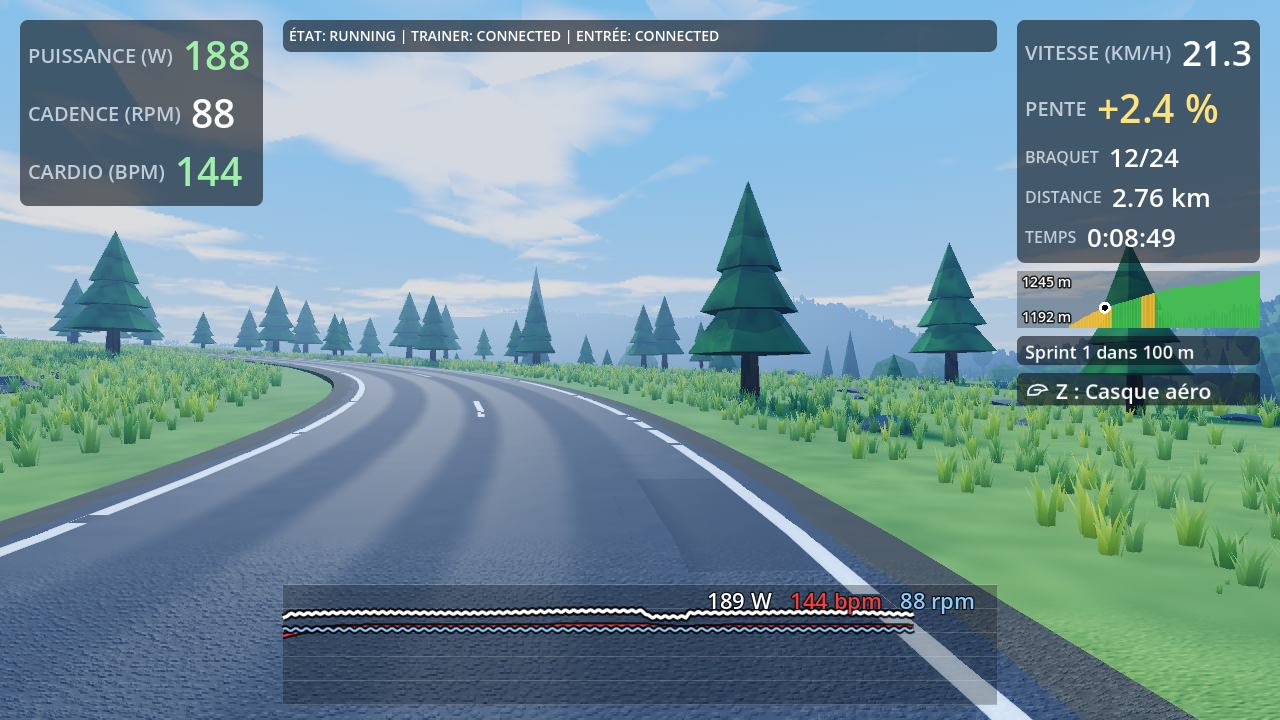 PUISSANCE (W) 188
CADENCE (RPM) 88
CARDIO (BPM) 144
ÉTAT: RUNNING | TRAINER: CONNECTED | ENTRÉE: CONNECTED
VITESSE (KM/H) 21.3
PENTE +2.4 %
BRAQUET 12/24
DISTANCE 2.76 km
TEMPS 0:08:49
1245 m
1192 m
Sprint 1 dans 100 m
Z : Casque aéro
189 W 144 bpm 88 rpm